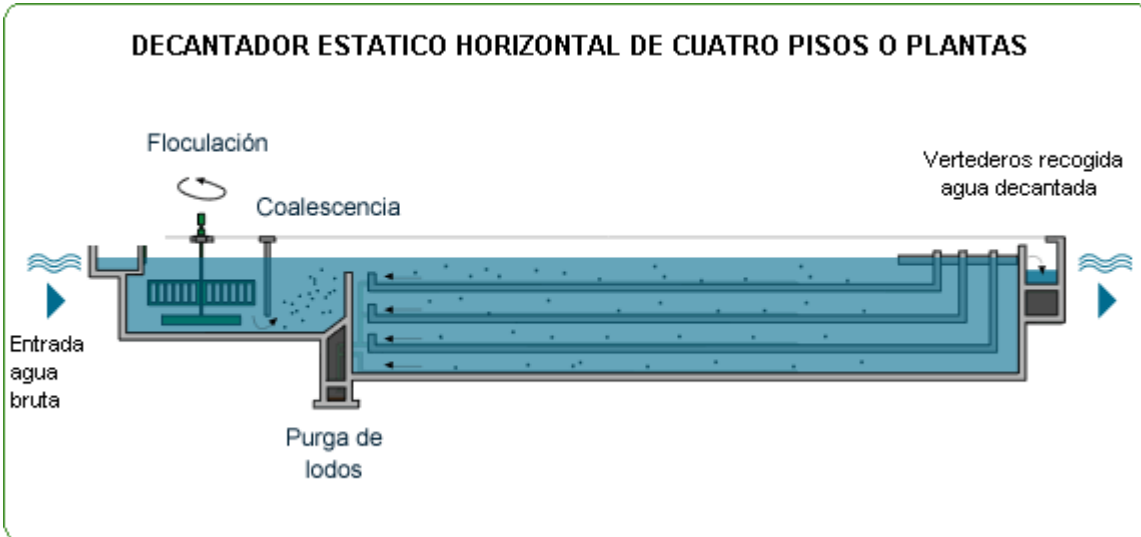 DECANTADOR ESTATICO HORIZONTAL DE CUATRO PISOS O PLANTAS
Floculación
Coalescencia
Vertederos recogida
agua decantada
Entrada
agua
bruta
Purga de
lodos